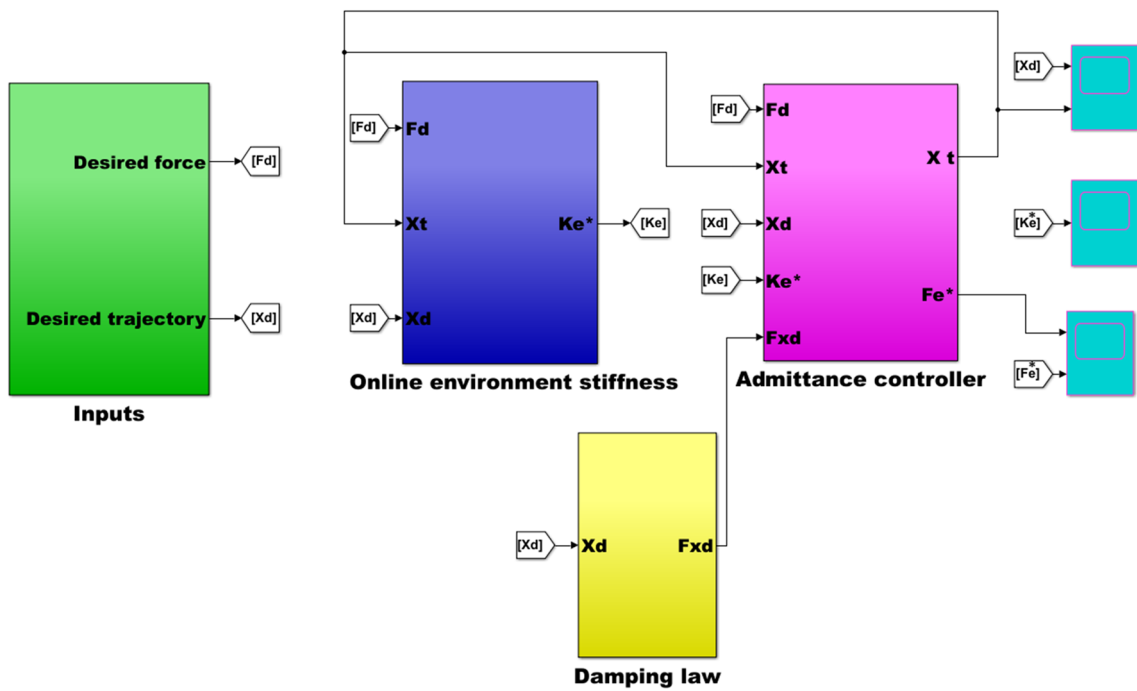 Desired force
[Fd]
Desired trajectory
[Xd]
Inputs
[Fd]
Fd
Xt
Ke*
[Ke]
[Xd]
Xd
Online environment stiffness
[Fd]
Fd
Xt
[Xd]
Xd
[Ke]
Ke*
Fxd
X t
Fe*
Admittance controller
[Xd]
[Ke*]
[Fe*]
[Xd]
Xd
Fxd
Damping law